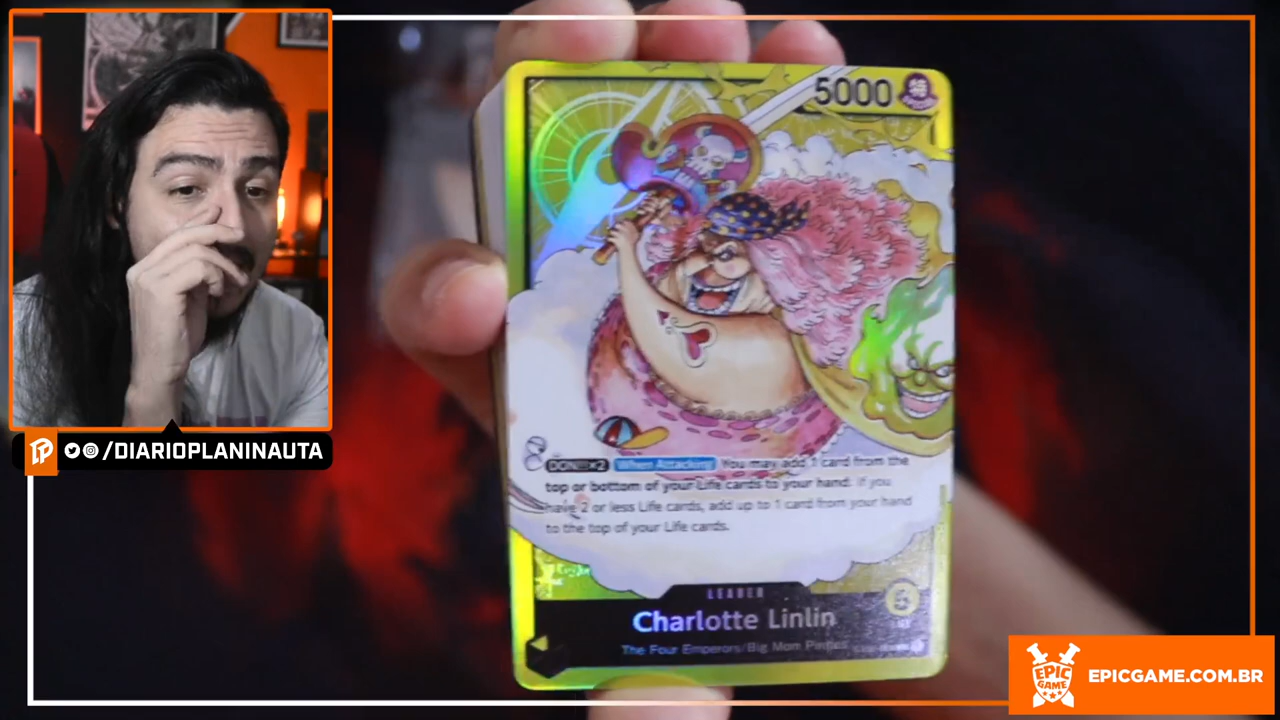 5000
DON!!×2 When Attacking You may add 1 card from the
top or bottom of your Life cards to your hand. If you
have 2 or less Life cards, add up to 1 card from your hand
to the top of your Life cards.
LEADER
Charlotte Linlin
The Four Emperors/Big Mom Pirates
5
/DIARIOPLANINAUTA
EPIC
GAME
EPICGAME.COM.BR